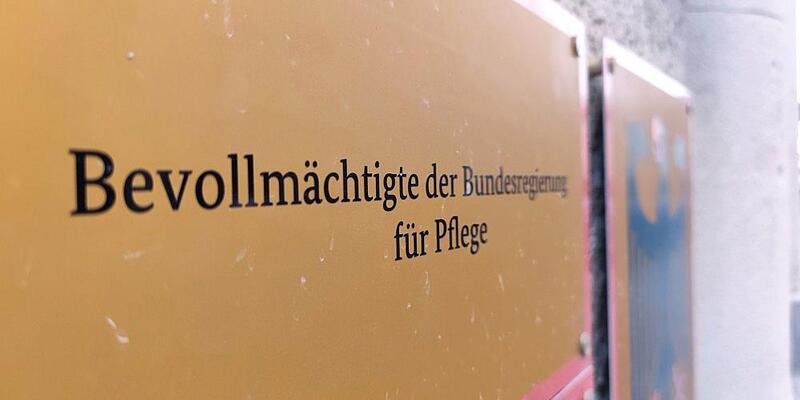 Bevollmächtigte der Bundesregierung
für Pflege